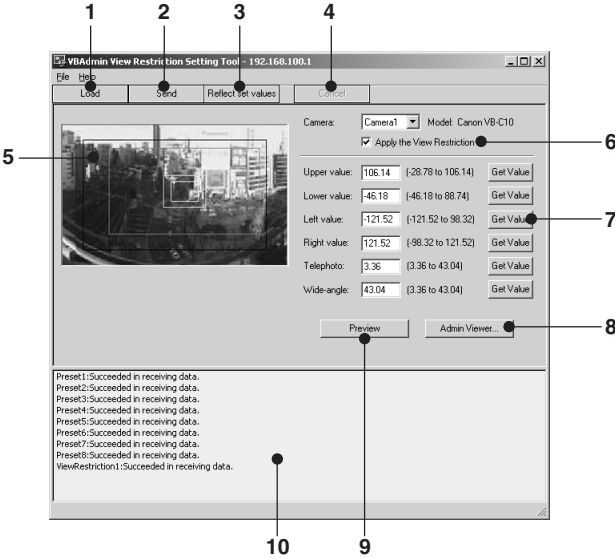 1 2 3 4
VBAdmin View Restriction Setting Tool - 192.168.100.1
File Help
Load Send Reflect set values Cancel
Camera: Camera1 Model: Canon VB-C10
5
Apply the View Restriction 6
Upper value: 106.14 (-28.78 to 106.14) Get Value
Lower value: -46.18 (-46.18 to 88.74) Get Value
Left value: -121.52 (-121.52 to 98.32) Get Value 7
Right value: 121.52 (-98.32 to 121.52) Get Value
Telephoto: 3.36 (3.36 to 43.04) Get Value
Wide-angle: 43.04 (3.36 to 43.04) Get Value
Preview Admin Viewer... 8
Preset1:Succeeded in receiving data.
Preset2:Succeeded in receiving data.
Preset3:Succeeded in receiving data.
Preset4:Succeeded in receiving data.
Preset5:Succeeded in receiving data.
Preset6:Succeeded in receiving data.
Preset7:Succeeded in receiving data.
Preset8:Succeeded in receiving data.
ViewRestriction1:Succeeded in receiving data.
10 9